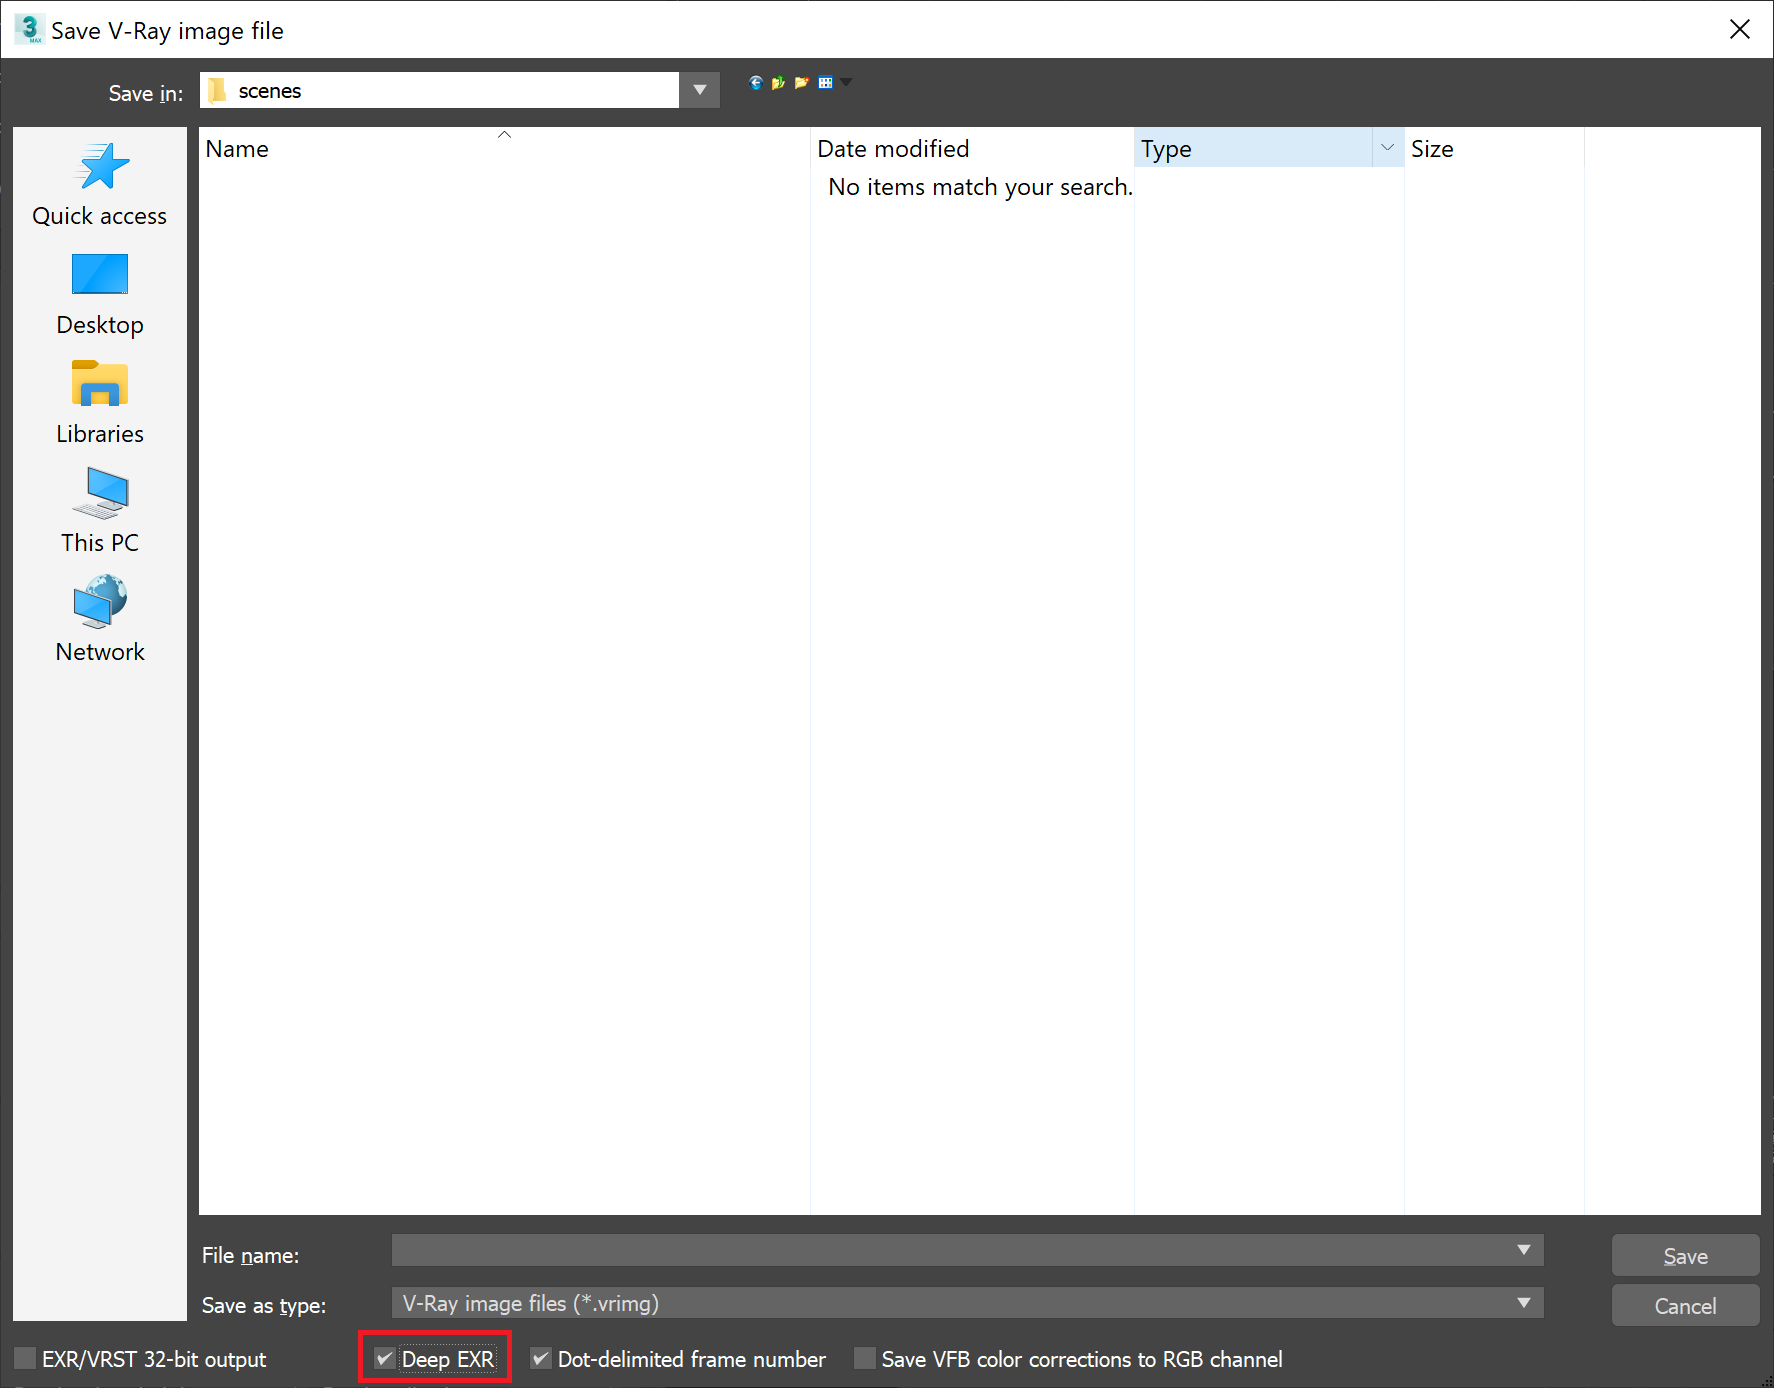 Save V-Ray image file
Save in: scenes
Name Date modified Type Size
No items match your search.
Quick access
Desktop
Libraries
This PC
Network
File name: Save
Save as type: V-Ray image files (*.vrimg) Cancel
EXR/VRST 32-bit output Deep EXR Dot-delimited frame number Save VFB color corrections to RGB channel